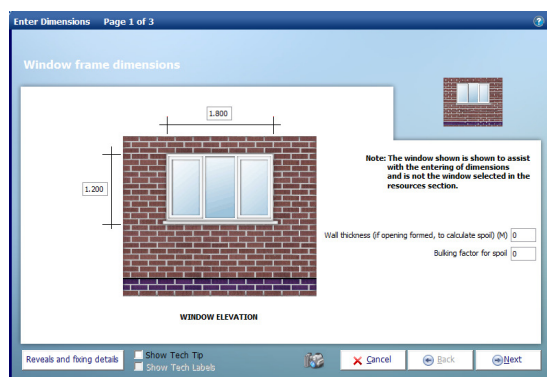 Enter Dimensions Page 1 of 3
?
Window frame dimensions
1.800
1.200
Note: The window shown is shown to assist
with the entering of dimensions
and is not the window selected in the
resources section.
Wall thickness (if opening formed, to calculate spoil) (M) 0
Bulking factor for spoil 0
WINDOW ELEVATION
Reveals and fixing details
Show Tech Tip
Show Tech Labels
Cancel
Back
Next